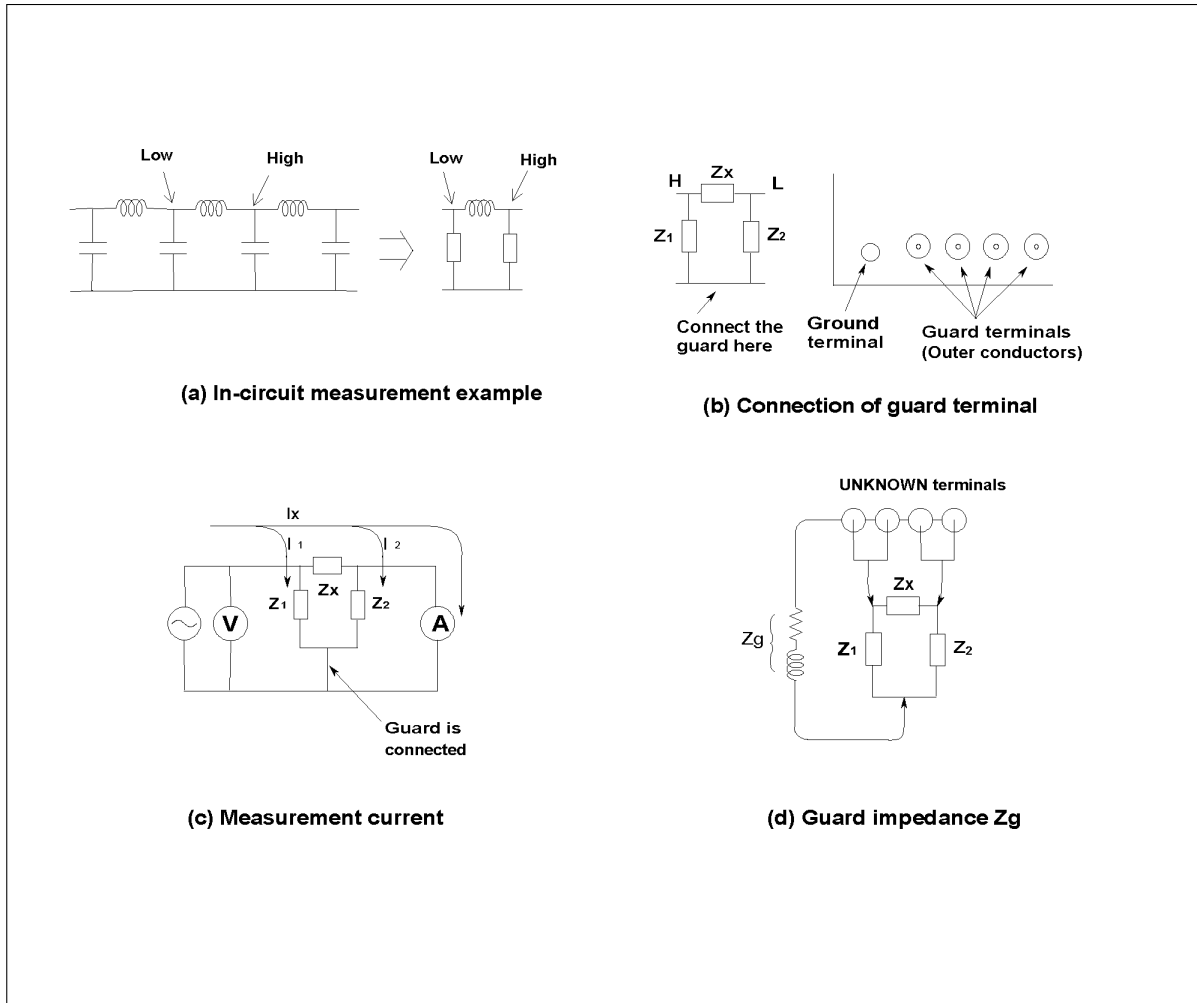 Low
High
Low
High
(a) In-circuit measurement example
H
Zx
L
Z1
Z2
Connect the
guard here
Ground
terminal
Guard terminals
(Outer conductors)
(b) Connection of guard terminal
Ix
I 1
I 2
Zx
Z1
Z2
V
A
Guard is
connected
(c) Measurement current
UNKNOWN terminals
Zx
Zg
Z1
Z2
(d) Guard impedance Zg